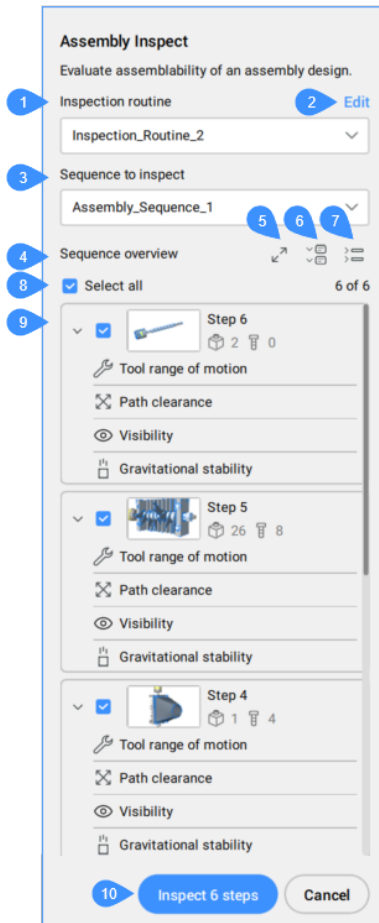 Assembly Inspect
Evaluate assemblability of an assembly design.
1 Inspection routine 2 Edit
Inspection_Routine_2
3 Sequence to inspect
Assembly_Sequence_1
5 6 7
4 Sequence overview
8 Select all 6 of 6
9 Step 6
2 0
Tool range of motion
Path clearance
Visibility
Gravitational stability
Step 5
26 8
Tool range of motion
Path clearance
Visibility
Gravitational stability
Step 4
1 4
Tool range of motion
Path clearance
Visibility
Gravitational stability
10 Inspect 6 steps Cancel